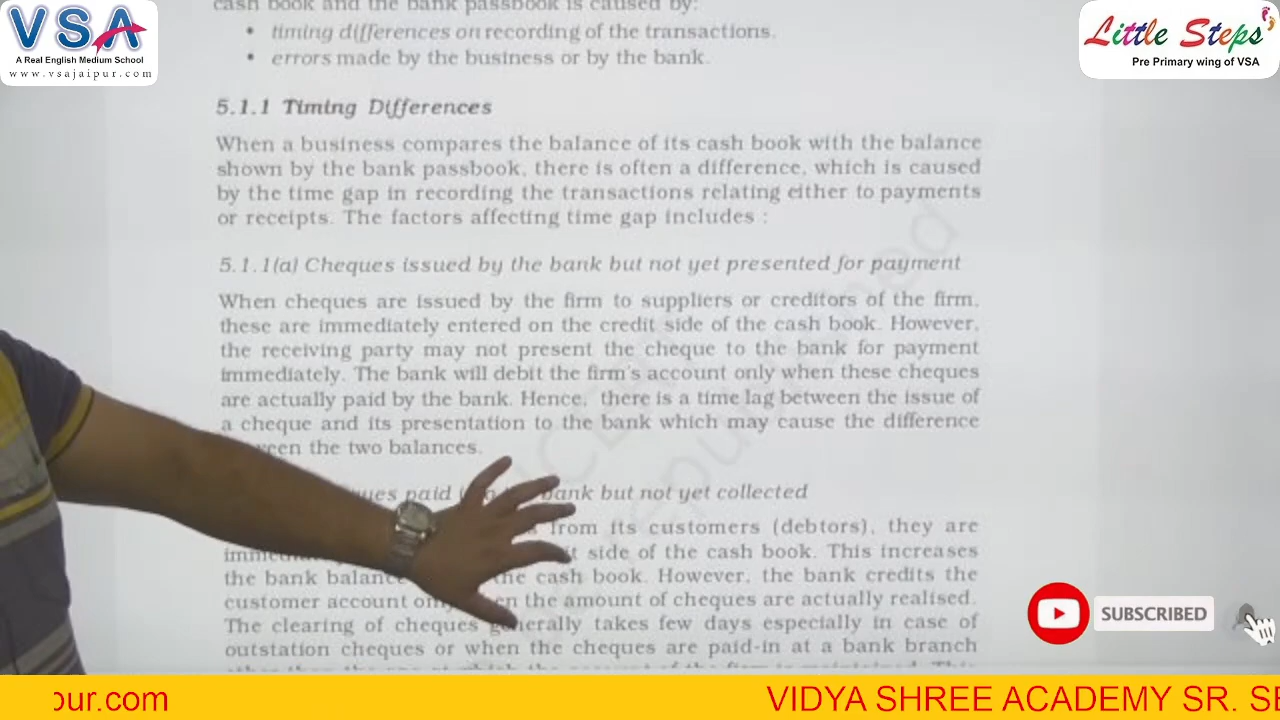 cash book and the bank passbook is caused by:
• timing differences on recording of the transactions.
• errors made by the business or by the bank.
5.1.1 Timing Differences
When a business compares the balance of its cash book with the balance
shown by the bank passbook, there is often a difference, which is caused
by the time gap in recording the transactions relating either to payments
or receipts. The factors affecting time gap includes :
5.1.1(a) Cheques issued by the bank but not yet presented for payment
When cheques are issued by the firm to suppliers or creditors of the firm,
these are immediately entered on the credit side of the cash book. However,
the receiving party may not present the cheque to the bank for payment
immediately. The bank will debit the firm's account only when these cheques
are actually paid by the bank. Hence, there is a time lag between the issue of
a cheque and its presentation to the bank which may cause the difference
the two balances.
paid bank but not yet collected
from its customers (debtors), they are
side of the cash book. This increases
the bank balance the cash book. However, the bank credits the
customer account the amount of cheques are actually realised.
The clearing of cheques generally takes few days especially in case of
outstation cheques or when the cheques are paid-in at a bank branch
VSA
A Real English Medium School
www.vsajaipur.com
Little Steps
Pre Primary wing of VSA
SUBSCRIBED
pur.com
VIDYA SHREE ACADEMY SR. SE